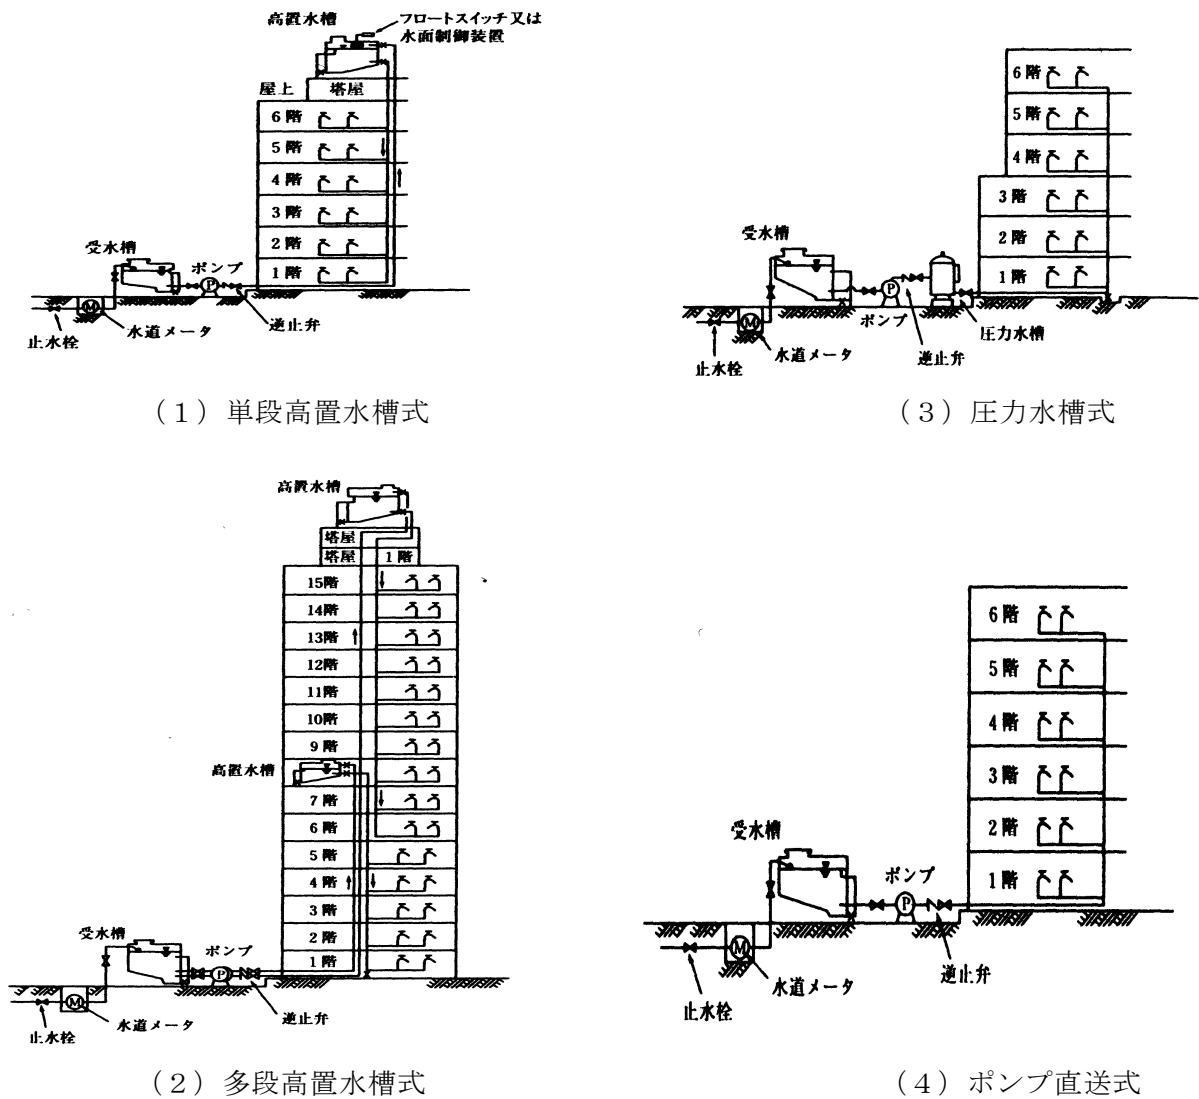 高置水槽
フロートスイッチ又は
水面制御装置
屋上
塔屋
6階
5階
4階
3階
2階
1階
受水槽
ポンプ
P
M
逆止弁
水道メータ
止水栓
(1) 単段高置水槽式
6階
5階
4階
3階
2階
1階
受水槽
P
M
ポンプ
圧力水槽
逆止弁
水道メータ
止水栓
(3) 圧力水槽式
高置水槽
塔屋
塔屋 1階
15階
14階
13階
12階
11階
10階
9階
高置水槽
7階
6階
5階
4階
3階
2階
1階
受水槽
ポンプ
P
M
逆止弁
水道メータ
止水栓
(2) 多段高置水槽式
6階
5階
4階
3階
2階
1階
受水槽
ポンプ
P
M
逆止弁
水道メータ
止水栓
(4) ポンプ直送式